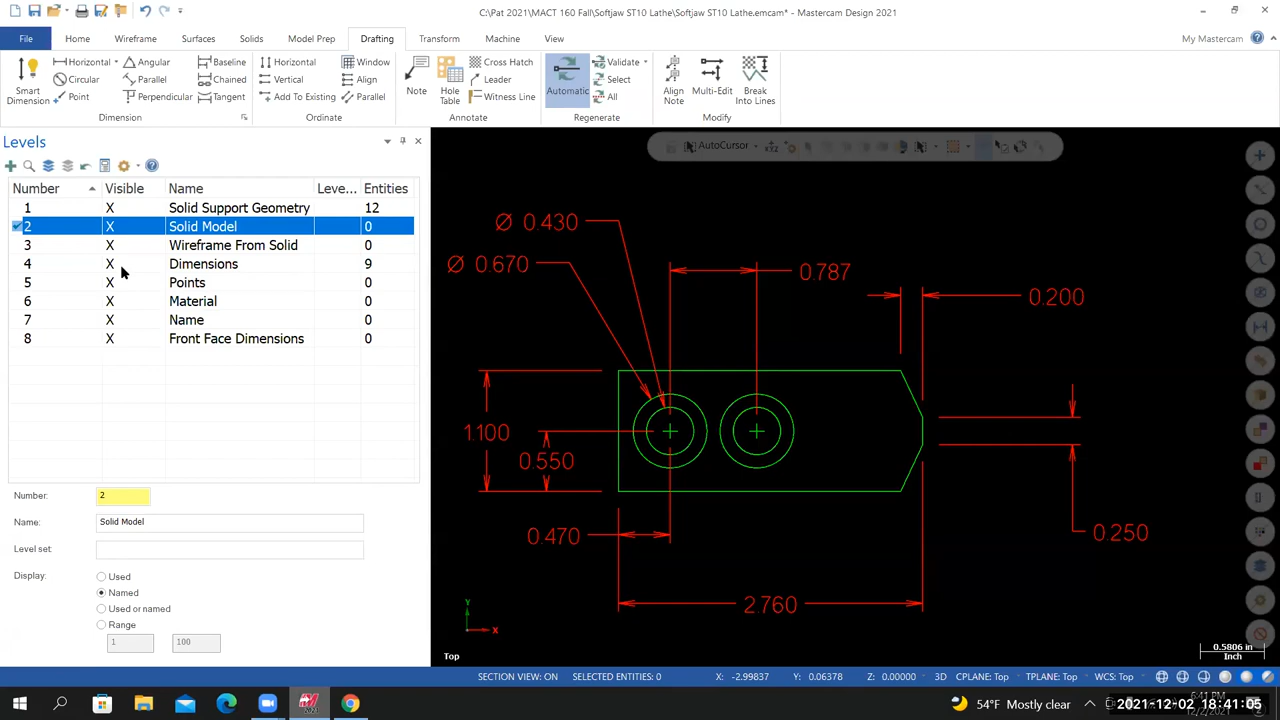 C:\Pat 2021\MACT 160 Fall\Softjaw ST10 Lathe\Softjaw ST10 Lathe.emcam* - Mastercam Design 2021
File Home Wireframe Surfaces Solids Model Prep Drafting Transform Machine View My Mastercam
Horizontal Angular Baseline Horizontal Window Cross Hatch Validate
Circular Parallel Chained Vertical Align Leader Select
Point Perpendicular Tangent Add To Existing Parallel Witness Line All
Smart Dimension
Note
Hole Table
Automatic
Align Note
Multi-Edit
Break Into Lines
Dimension Ordinate Annotate Regenerate Modify
Levels
AutoCursor
XYZ
Number Visible Name Leve... Entities
1 X Solid Support Geometry 12
2 X Solid Model 0
3 X Wireframe From Solid 0
4 X Dimensions 9
5 X Points 0
6 X Material 0
7 X Name 0
8 X Front Face Dimensions 0
Number: 2
Name: Solid Model
Level set:
Display: Used
Named
Used or named
Range
1 100
Ø 0.430
Ø 0.670
0.787
0.200
1.100
0.550
0.470
0.250
2.760
Y
X
Top
0.5806 in
Inch
SECTION VIEW: ON SELECTED ENTITIES: 0 X: -2.99837 Y: 0.06378 Z: 0.00000 3D CPLANE: Top TPLANE: Top WCS: Top
54°F Mostly clear
6:41 PM
2021-12-02 18:41:05
12/2/2021